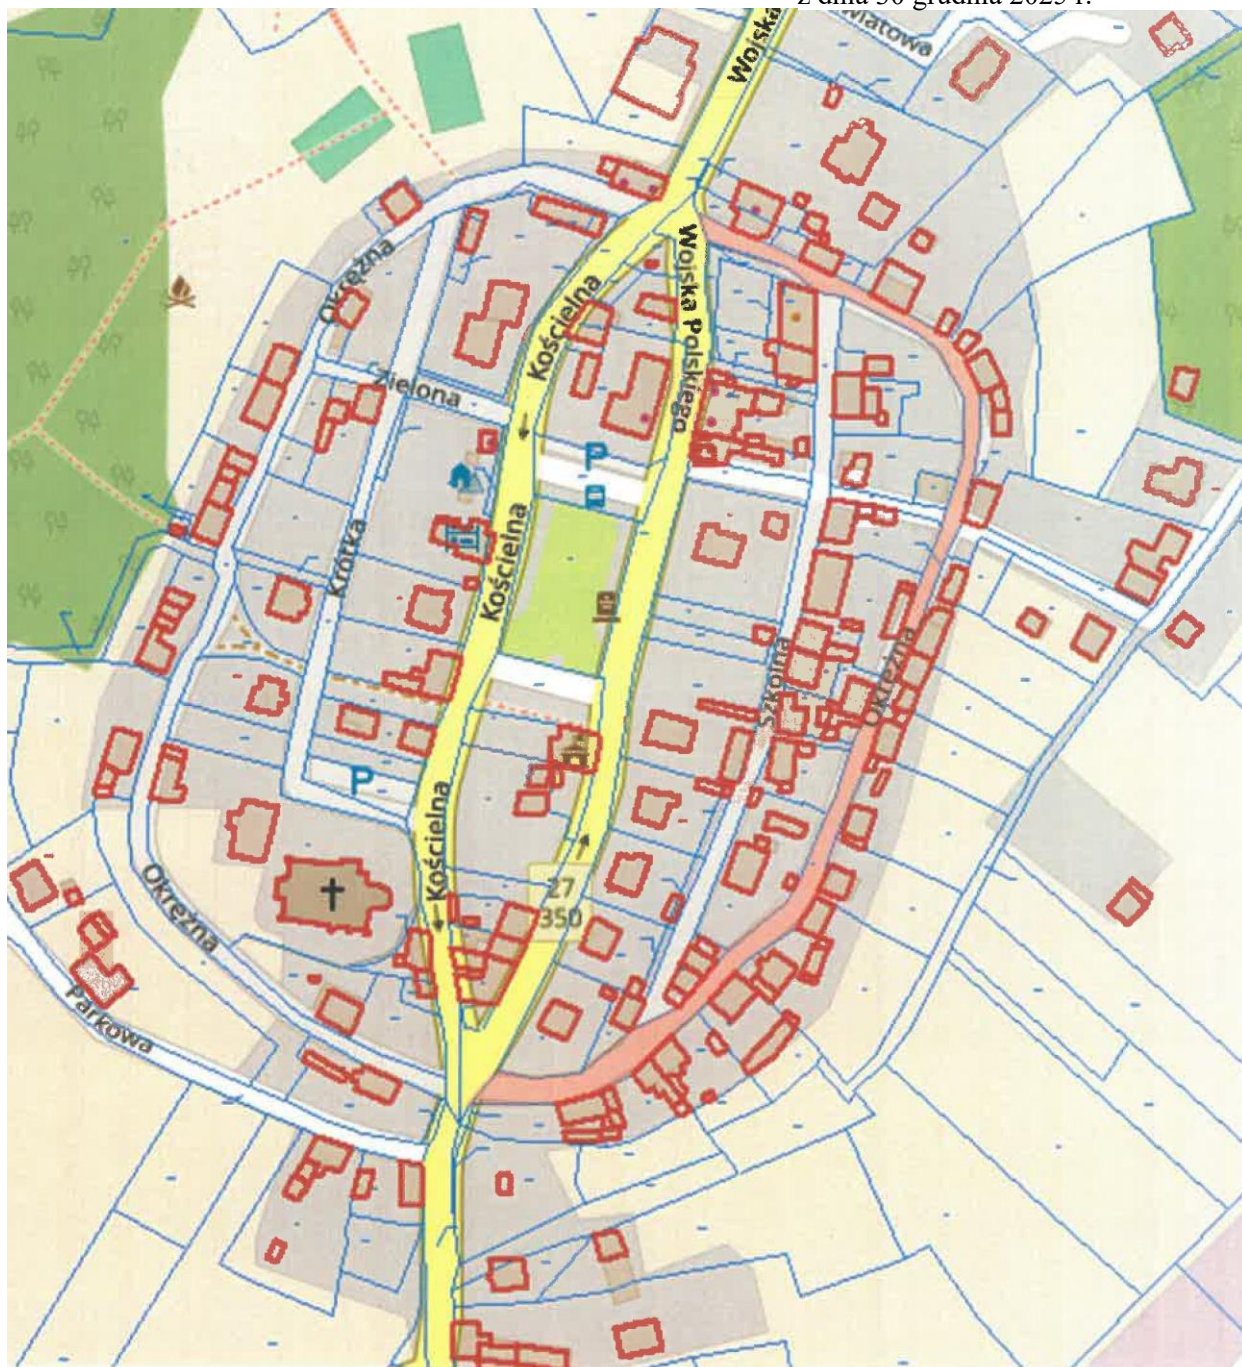 z dnia 30 grudnia 2025 r.
Wojska
wiatowa
Okrężna
Kościelna
Wojska Polskiego
Zielona
P
Krótka
Kościelna
Szkolna
Okrężna
P
Kościelna
27
350
Okrężna
Parkowa